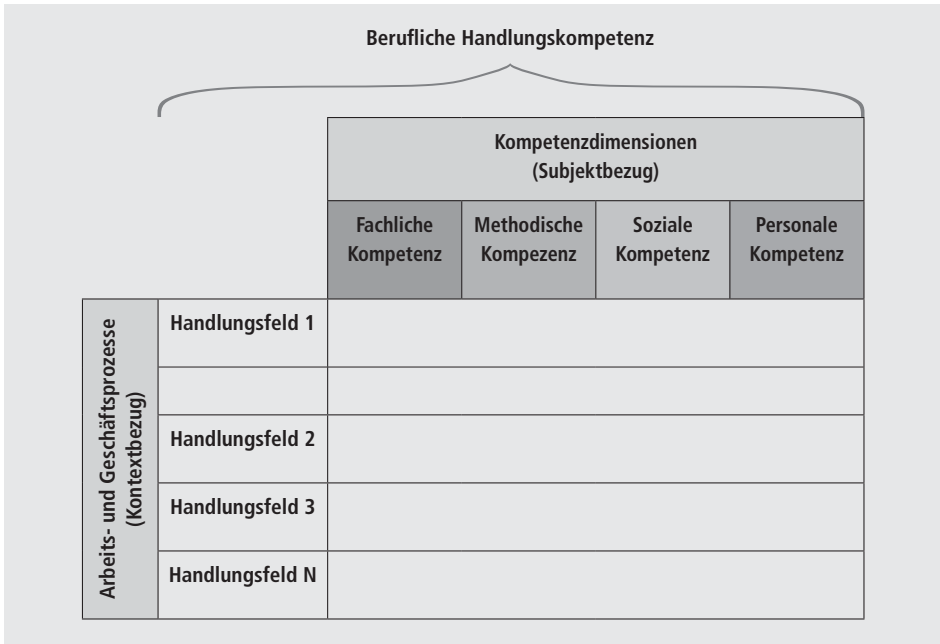 Berufliche Handlungskompetenz
Kompetenzdimensionen
(Subjektbezug)
Fachliche
Kompetenz
Methodische
Kompezenz
Soziale
Kompetenz
Personale
Kompetenz
Arbeits- und Geschäftsprozesse
(Kontextbezug)
Handlungsfeld 1
Handlungsfeld 2
Handlungsfeld 3
Handlungsfeld N